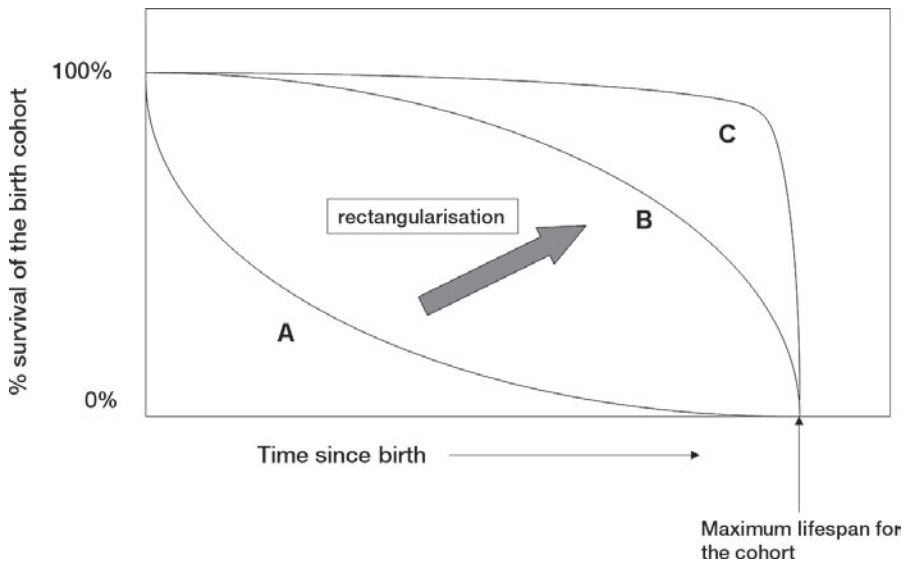 % survival of the birth cohort
100%
C
rectangularisation
B
A
0%
Time since birth
Maximum lifespan for
the cohort